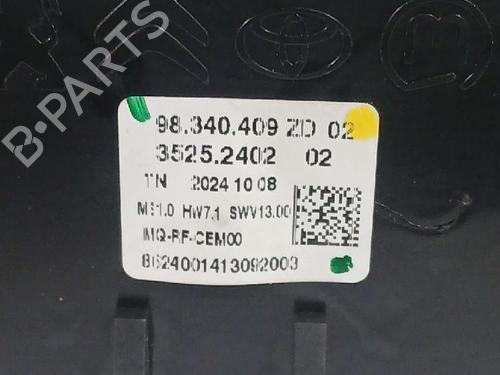 98.340.409 ZD 02
3525.2402 02
TN 2024 10 08
MS1.0 HW7.1 SWV13.00
IMQ-RF-CEM00
8624001413092003
B-PARTS